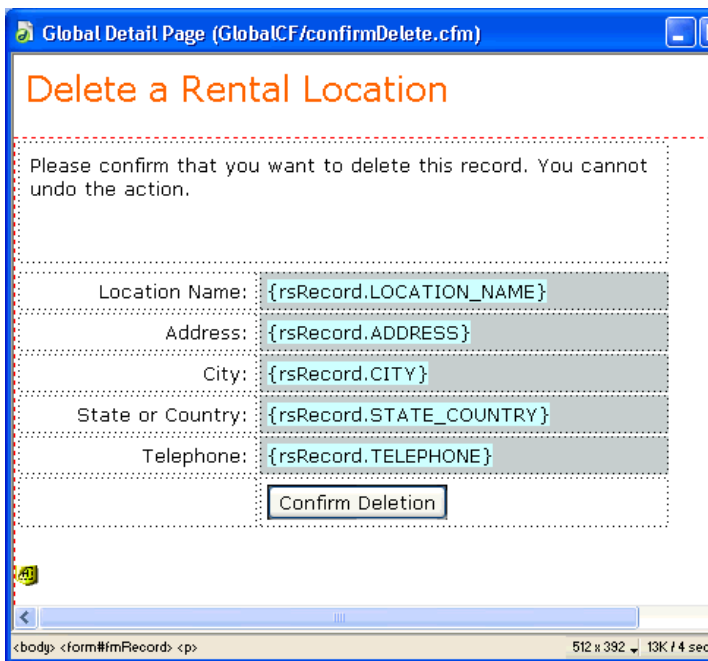 Global Detail Page (GlobalCF/confirmDelete.cfm)
Delete a Rental Location
Please confirm that you want to delete this record. You cannot
undo the action.
Location Name: {rsRecord.LOCATION_NAME}
Address: {rsRecord.ADDRESS}
City: {rsRecord.CITY}
State or Country: {rsRecord.STATE_COUNTRY}
Telephone: {rsRecord.TELEPHONE}
Confirm Deletion
<body> <form#fmRecord> <p> 512 x 392 13K / 4 sec